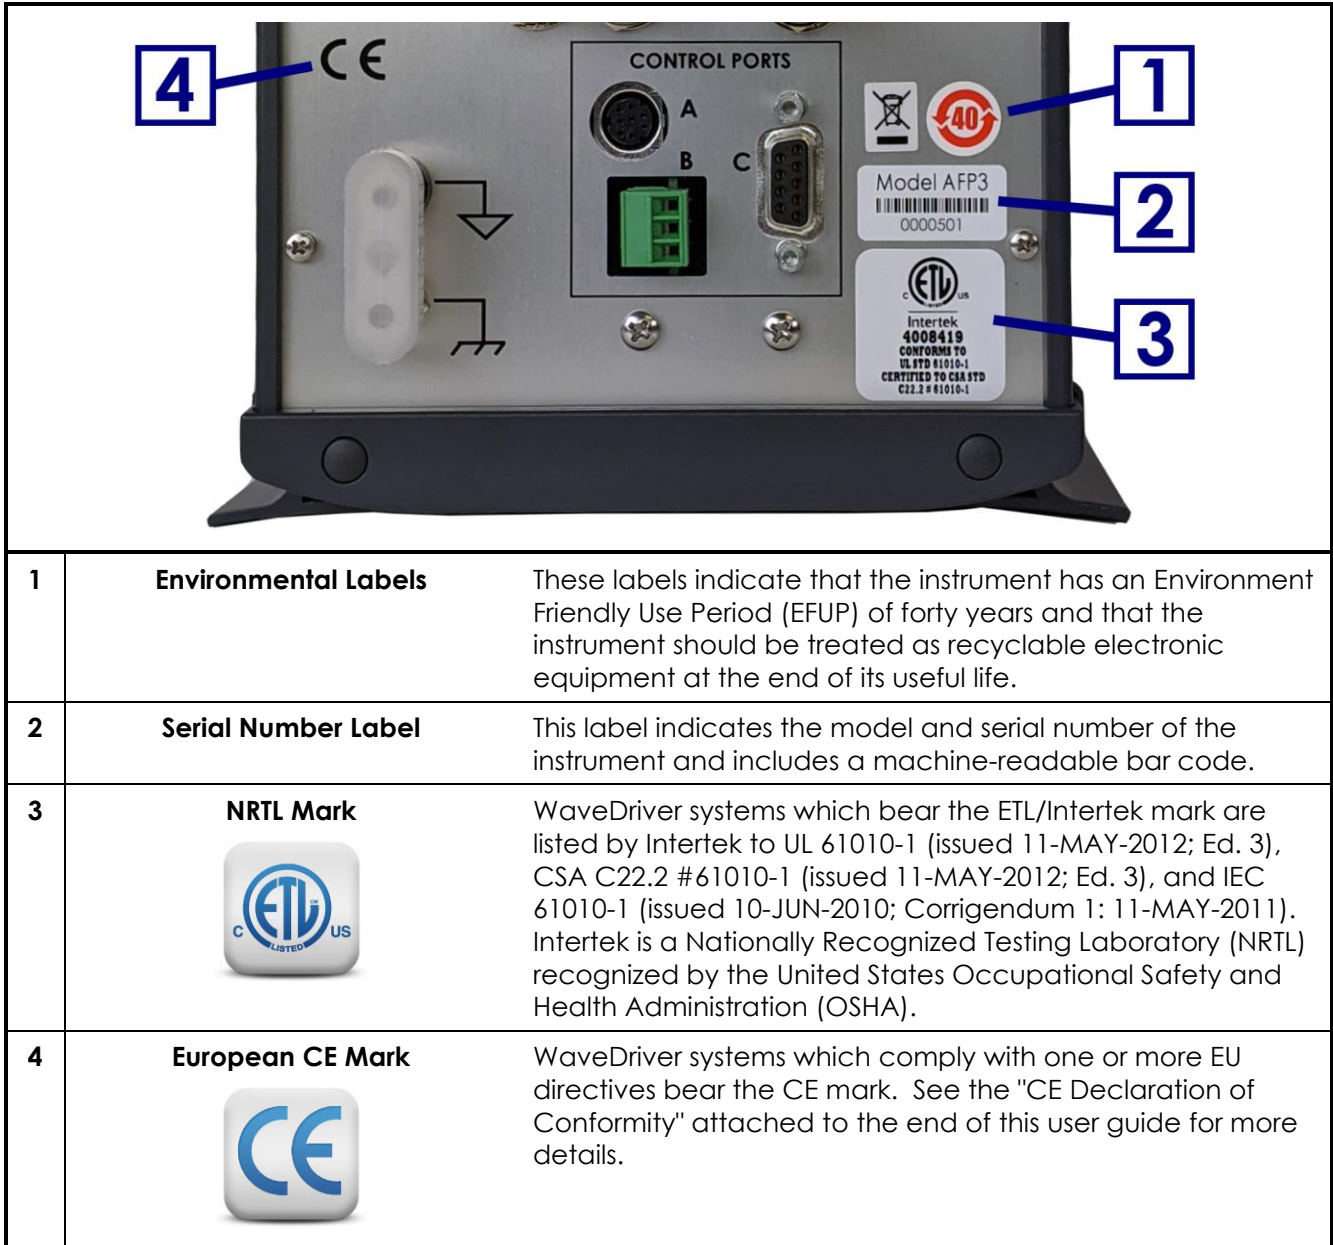 4
CE
CONTROL PORTS
A
B
C
40
1
Model AFP3
0000501
2
ETL
C US
LISTED
Intertek
4008419
CONFORMS TO
UL STD 61010-1
CERTIFIED TO CSA STD
C22.2 # 61010-1
3
1 Environmental Labels These labels indicate that the instrument has an Environment
Friendly Use Period (EFUP) of forty years and that the
instrument should be treated as recyclable electronic
equipment at the end of its useful life.
2 Serial Number Label This label indicates the model and serial number of the
instrument and includes a machine-readable bar code.
3 NRTL Mark WaveDriver systems which bear the ETL/Intertek mark are
listed by Intertek to UL 61010-1 (issued 11-MAY-2012; Ed. 3),
CSA C22.2 #61010-1 (issued 11-MAY-2012; Ed. 3), and IEC
61010-1 (issued 10-JUN-2010; Corrigendum 1: 11-MAY-2011).
Intertek is a Nationally Recognized Testing Laboratory (NRTL)
recognized by the United States Occupational Safety and
Health Administration (OSHA).
ETL CM
C US
LISTED
4 European CE Mark WaveDriver systems which comply with one or more EU
directives bear the CE mark. See the "CE Declaration of
Conformity" attached to the end of this user guide for more
details.
CE